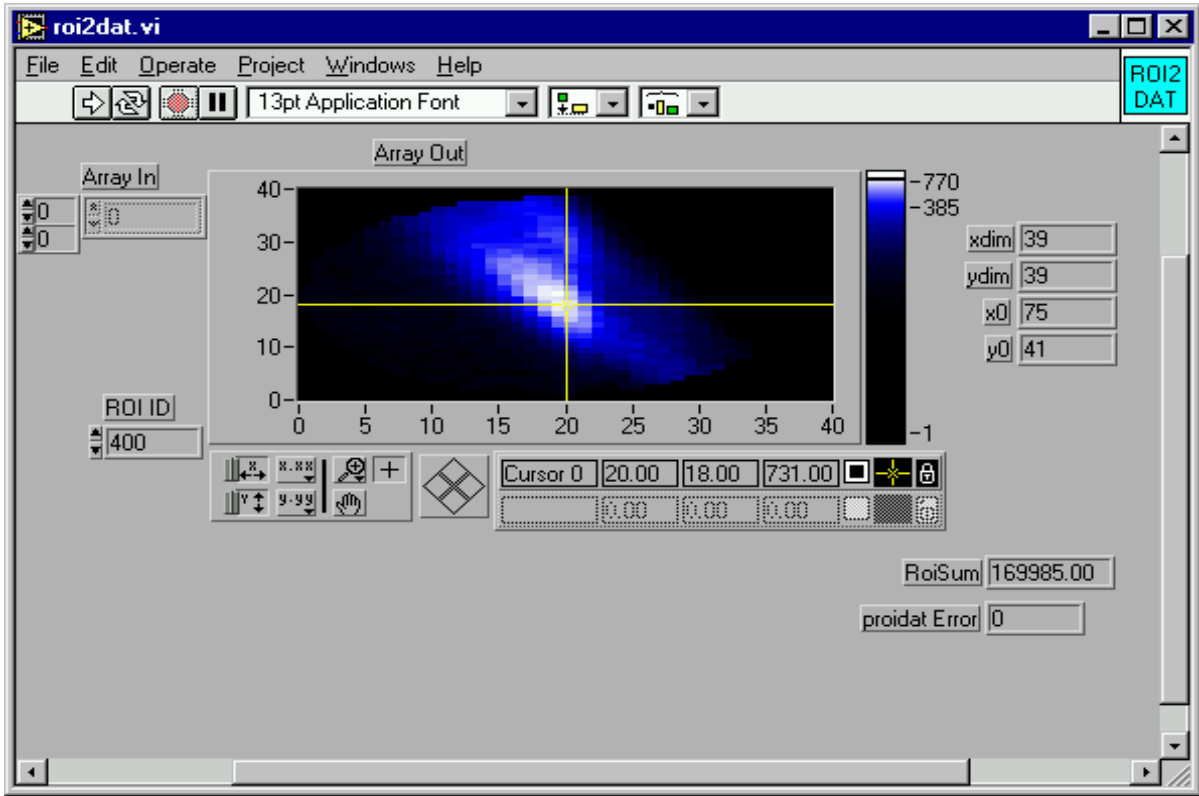 roi2dat.vi
File Edit Operate Project Windows Help
ROI2
DAT
13pt Application Font
Array Out
Array In
0
0
0
40
30
20
10
0
0 5 10 15 20 25 30 35 40
770
385
-1
xdim 39
ydim 39
x0 75
y0 41
ROI ID
400
X x.xx
Y y.yy
Cursor 0 20.00 18.00 731.00
0.00 0.00 0.00
RoiSum 169985.00
proidat Error 0